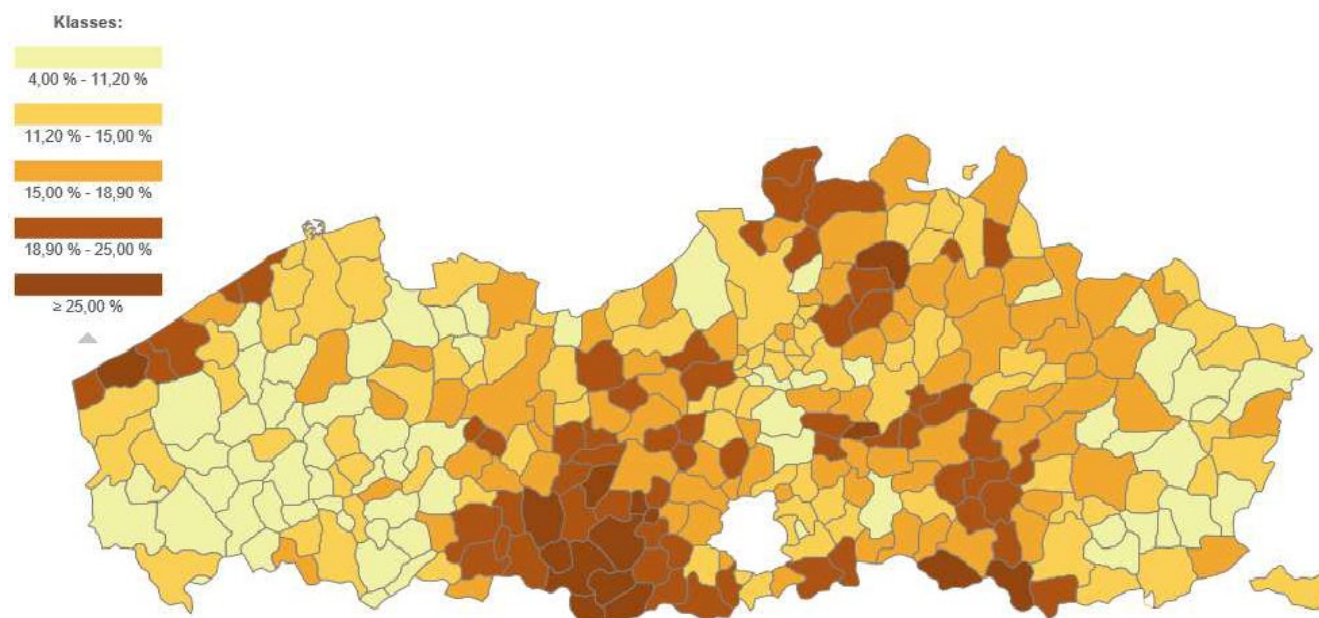 Klasses:
4,00 % - 11,20 %
11,20 % - 15,00 %
15,00 % - 18,90 %
18,90 % - 25,00 %
≥ 25,00 %